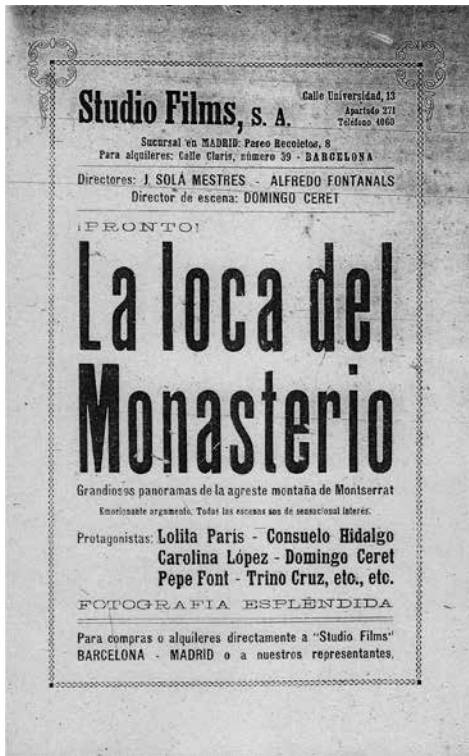 Studio Films, S. A.
Calle Universidad, 13
Apartado 271
Teléfono 4060
Sucursal en MADRID: Paseo Recoletos, 8
Para alquileres: Calle Claris, número 39 - BARCELONA
Directores: J. SOLÁ MESTRES - ALFREDO FONTANALS
Director de escena: DOMINGO CERET
¡PRONTO!
La loca del
Monasterio
Grandiosos panoramas de la agreste montaña de Montserrat
Emocionante argumento. Todas las escenas son de sensacional interés.
Protagonistas: Lolita París - Consuelo Hidalgo
Carolina López - Domingo Ceret
Pepe Font - Trino Cruz, etc., etc.
FOTOGRAFIA ESPLÉNDIDA
Para compras o alquileres directamente a "Studio Films"
BARCELONA - MADRID o a nuestros representantes.